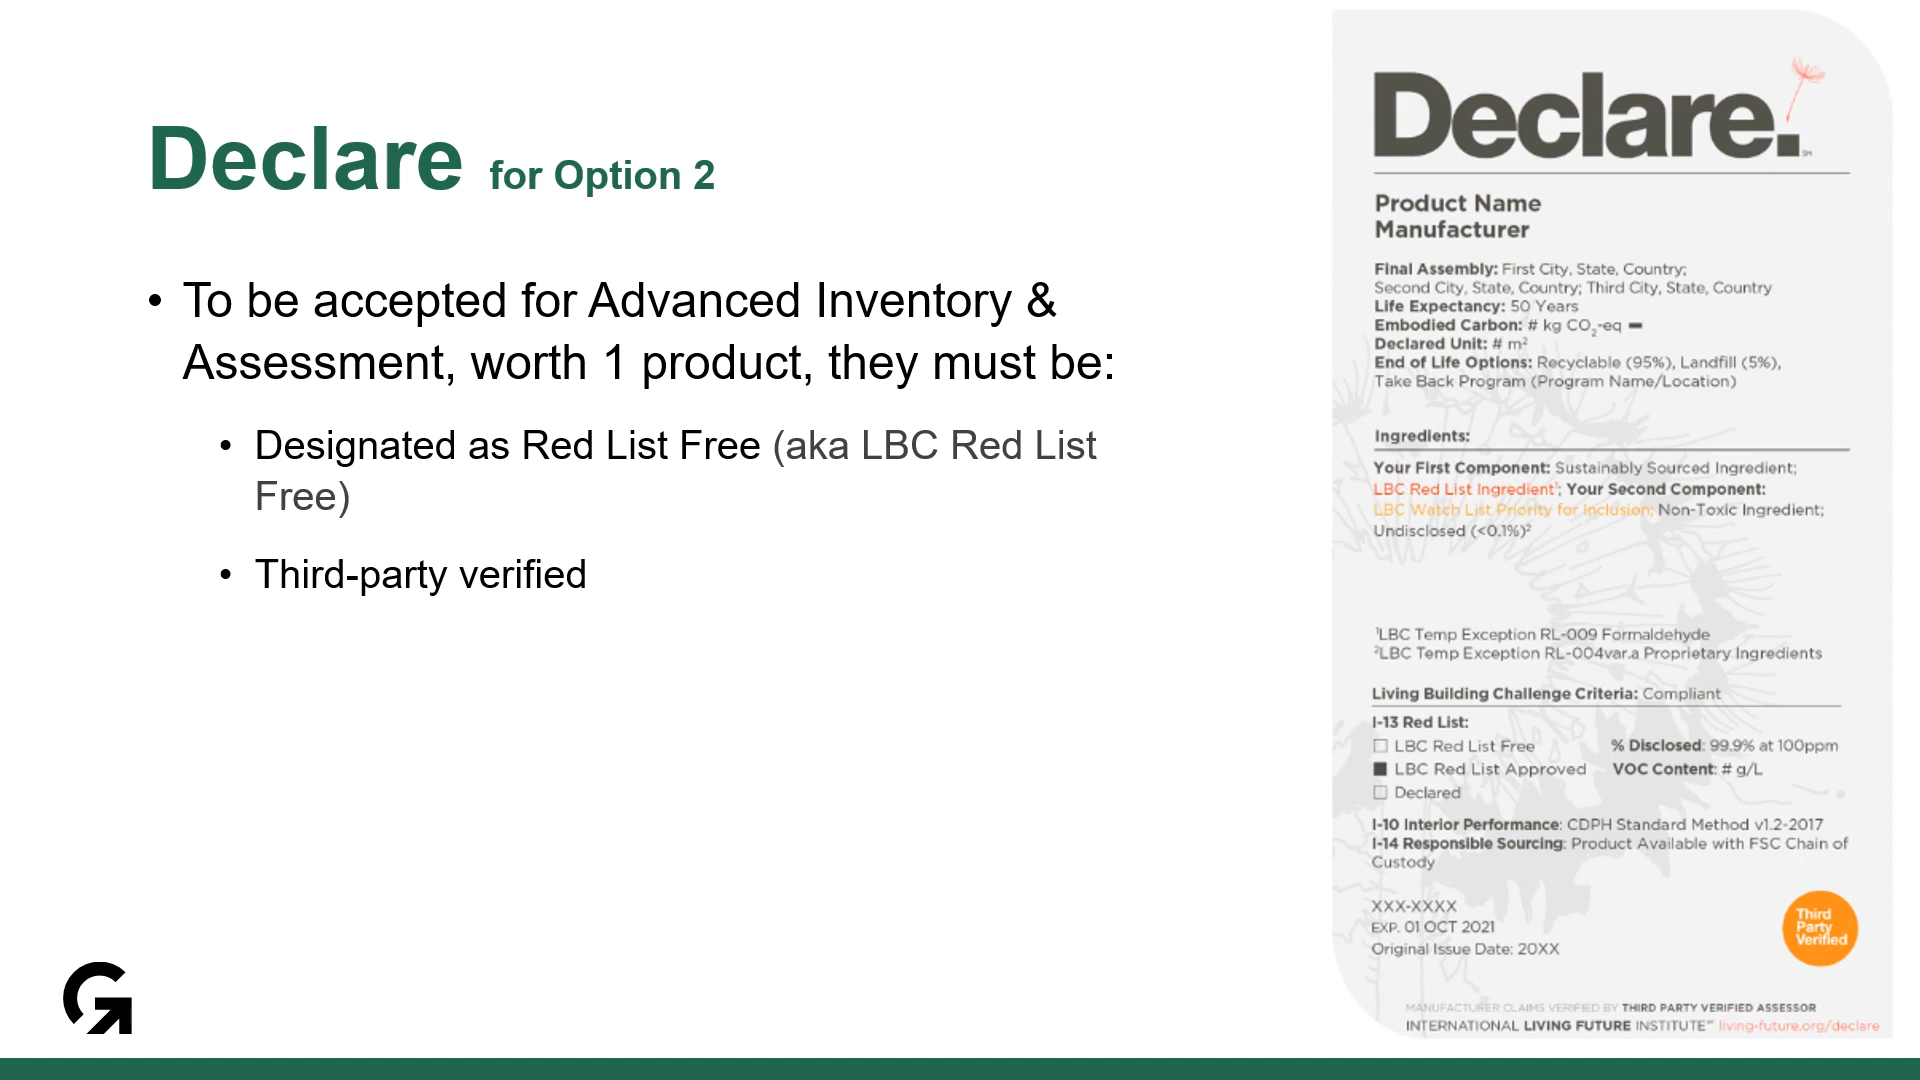 Declare for Option 2
• To be accepted for Advanced Inventory &
Assessment, worth 1 product, they must be:
• Designated as Red List Free (aka LBC Red List
Free)
• Third-party verified
Declare.℠
Product Name
Manufacturer
Final Assembly: First City, State, Country;
Second City, State, Country; Third City, State, Country
Life Expectancy: 50 Years
Embodied Carbon: # kg CO₂-eq
Declared Unit: # m²
End of Life Options: Recyclable (95%), Landfill (5%),
Take Back Program (Program Name/Location)
Ingredients:
Your First Component: Sustainably Sourced Ingredient;
LBC Red List Ingredient¹; Your Second Component:
LBC Watch List Priority for Inclusion; Non-Toxic Ingredient;
Undisclosed (<0.1%)²
¹LBC Temp Exception RL-009 Formaldehyde
²LBC Temp Exception RL-004var.a Proprietary Ingredients
Living Building Challenge Criteria: Compliant
I-13 Red List:
☐ LBC Red List Free % Disclosed: 99.9% at 100ppm
■ LBC Red List Approved VOC Content: # g/L
☐ Declared
I-10 Interior Performance: CDPH Standard Method v1.2-2017
I-14 Responsible Sourcing: Product Available with FSC Chain of
Custody
XXX-XXXX
EXP. 01 OCT 2021
Original Issue Date: 20XX
Third
Party
Verified
MANUFACTURER CLAIMS VERIFIED BY THIRD PARTY VERIFIED ASSESSOR
INTERNATIONAL LIVING FUTURE INSTITUTE℠ living-future.org/declare